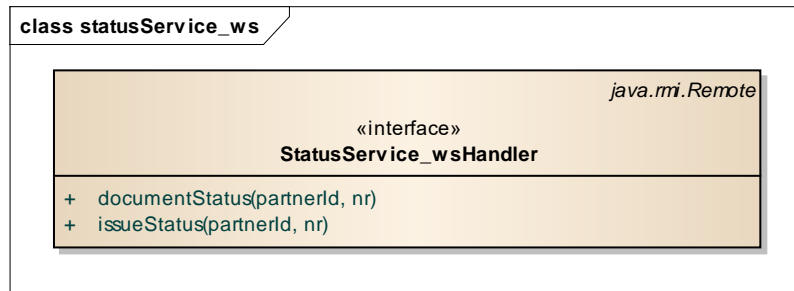 class statusService_ws
java.rmi.Remote
«interface»
StatusService_wsHandler
+ documentStatus(partnerId, nr)
+ issueStatus(partnerId, nr)